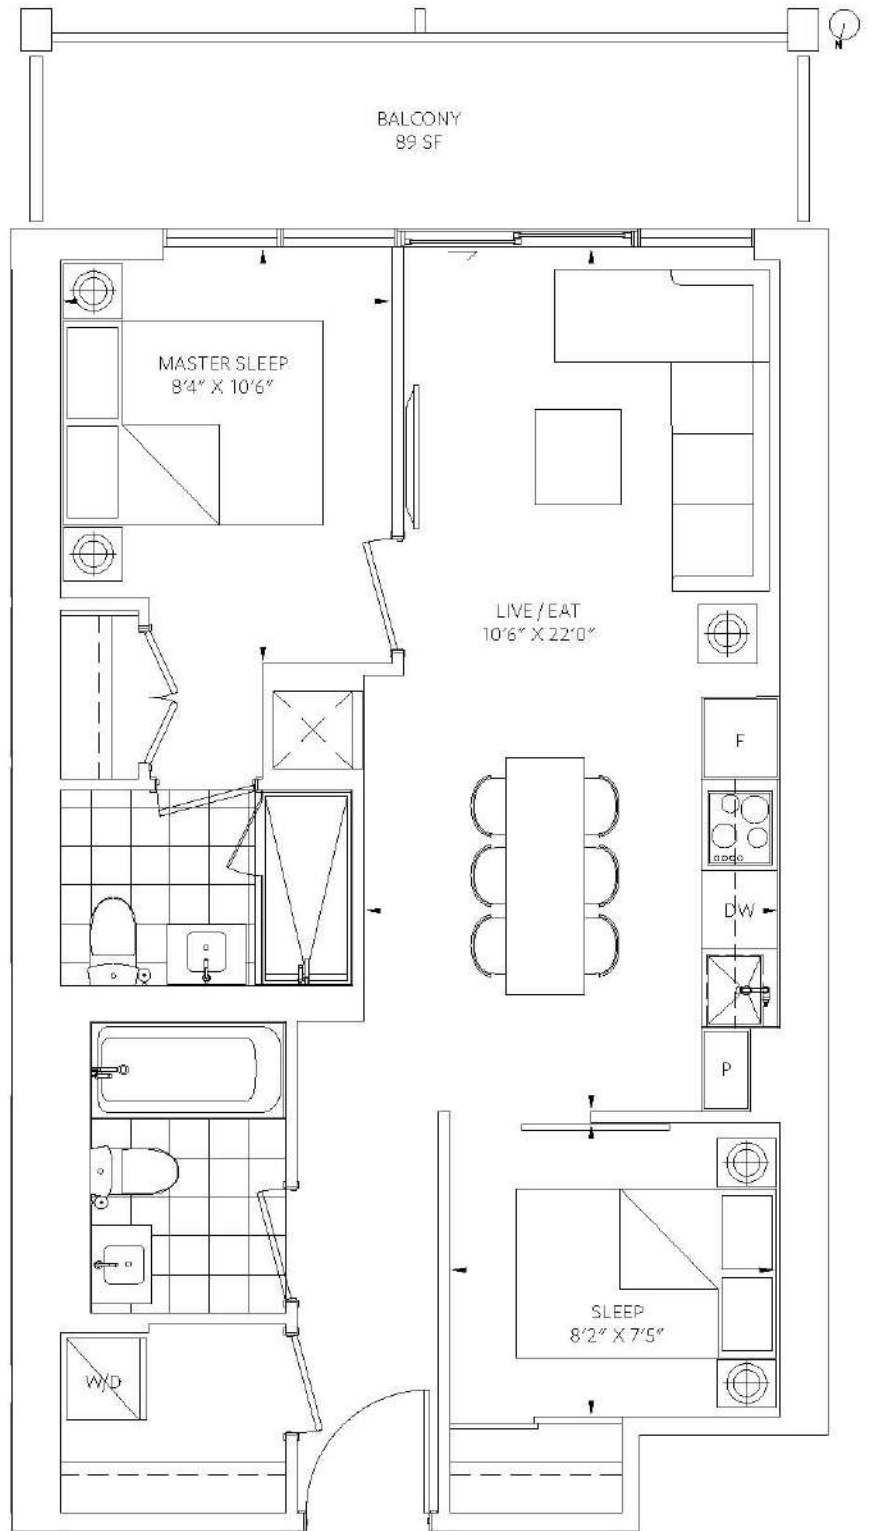 N
BALCONY
89 SF
MASTER SLEEP
8'4" X 10'6"
LIVE / EAT
10'6" X 22'0"
F
DW
P
SLEEP
8'2" X 7'5"
W/D